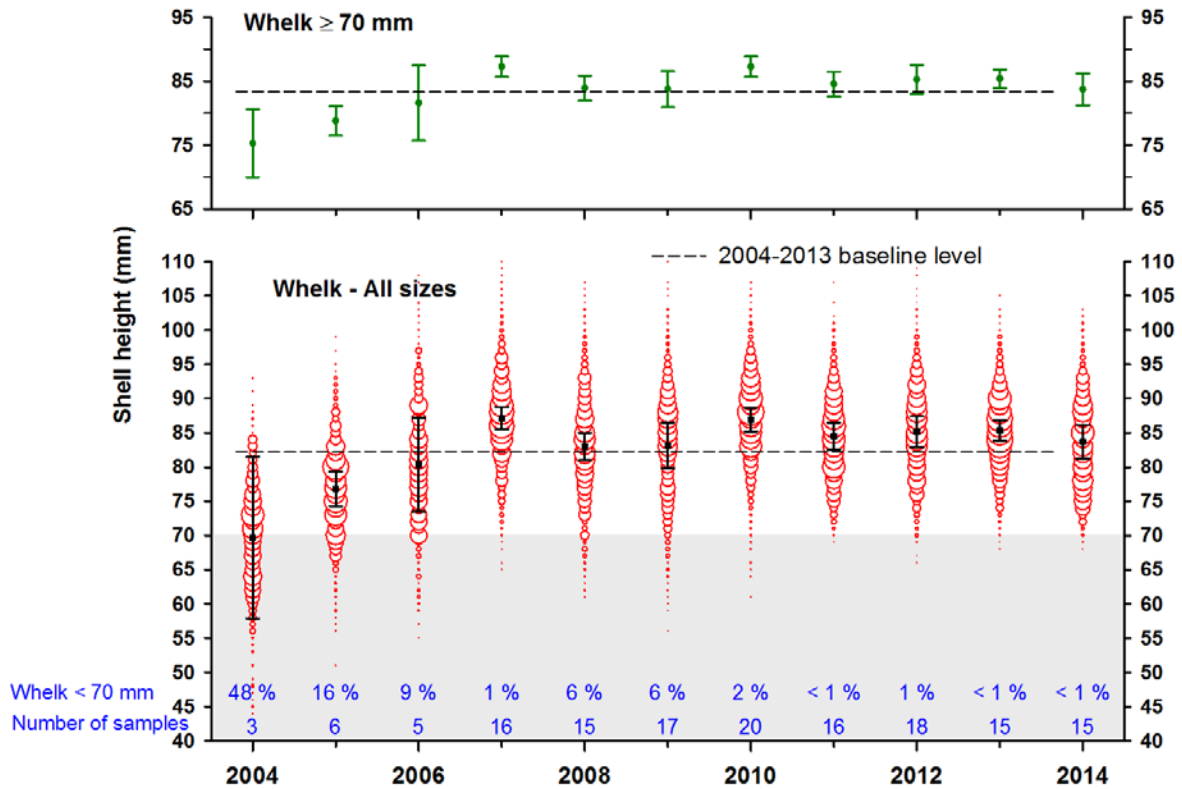 Whelk ≥ 70 mm
95 95
85 85
75 75
65 65
Shell height (mm)
2004-2013 baseline level
Whelk - All sizes
110 110
105 105
100 100
95 95
90 90
85 85
80 80
75 75
70 70
65 65
60 60
55 55
50 50
45 45
40 40
Whelk < 70 mm 48 % 16 % 9 % 1 % 6 % 6 % 2 % < 1 % 1 % < 1 % < 1 %
Number of samples 3 6 5 16 15 17 20 16 18 15 15
2004 2006 2008 2010 2012 2014